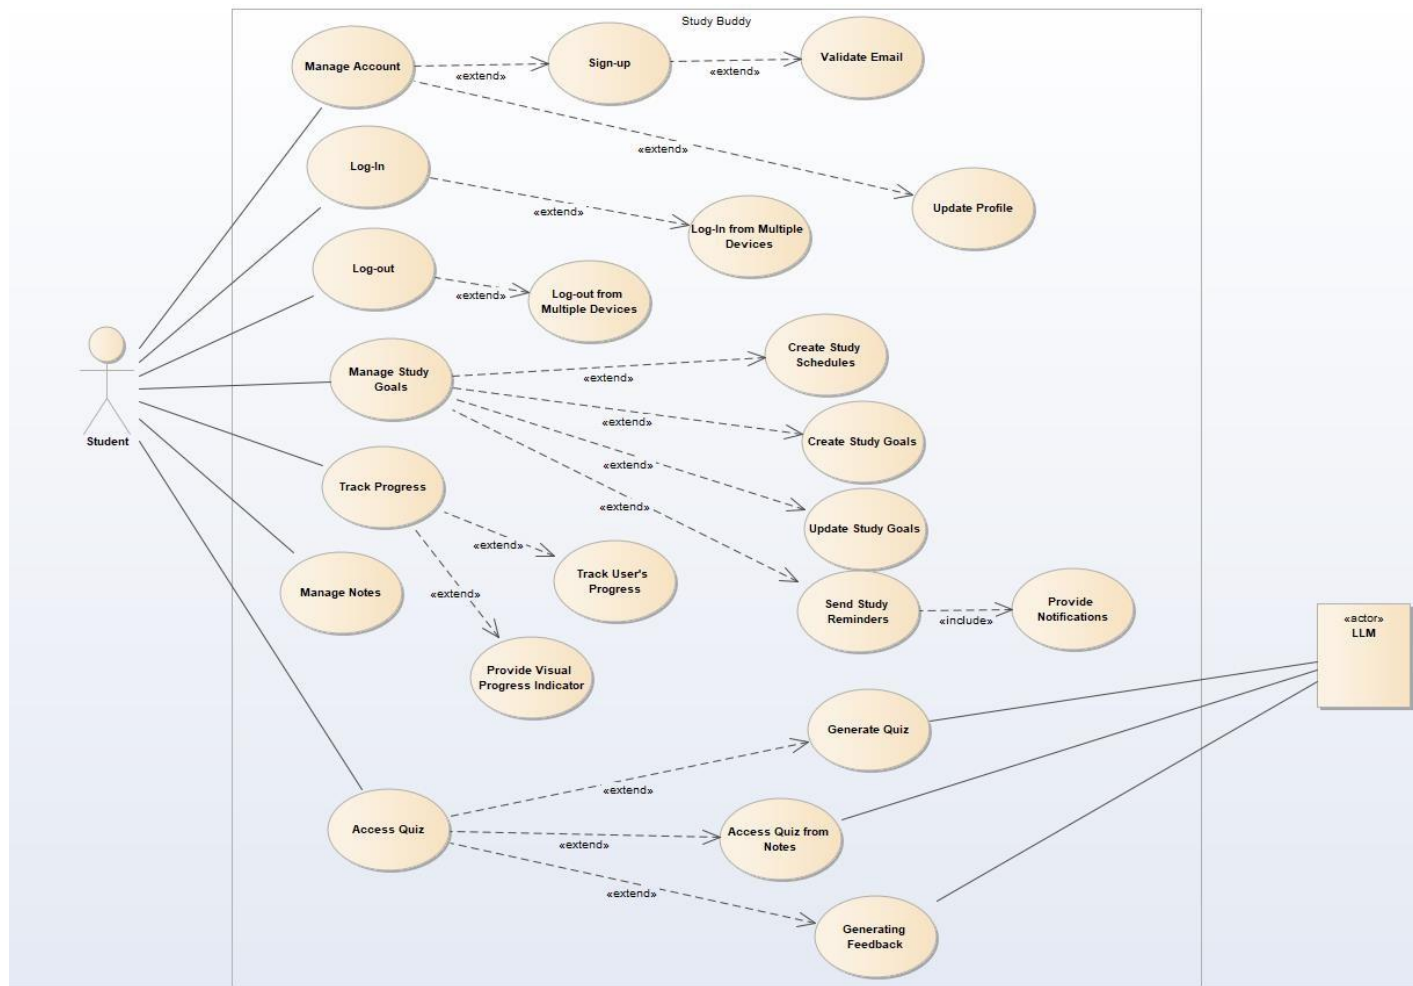 Study Buddy
Manage Account
«extend»
Sign-up
«extend»
Validate Email
«extend»
Update Profile
Log-In
«extend»
Log-In from Multiple
Devices
Log-out
«extend»
Log-out from
Multiple Devices
Student
Manage Study
Goals
«extend»
Create Study
Schedules
«extend»
Create Study Goals
«extend»
Update Study Goals
«extend»
Send Study
Reminders
«include»
Provide
Notifications
Track Progress
«extend»
Track User's
Progress
«extend»
Provide Visual
Progress Indicator
Manage Notes
«actor»
LLM
Access Quiz
«extend»
Generate Quiz
«extend»
Access Quiz from
Notes
«extend»
Generating
Feedback